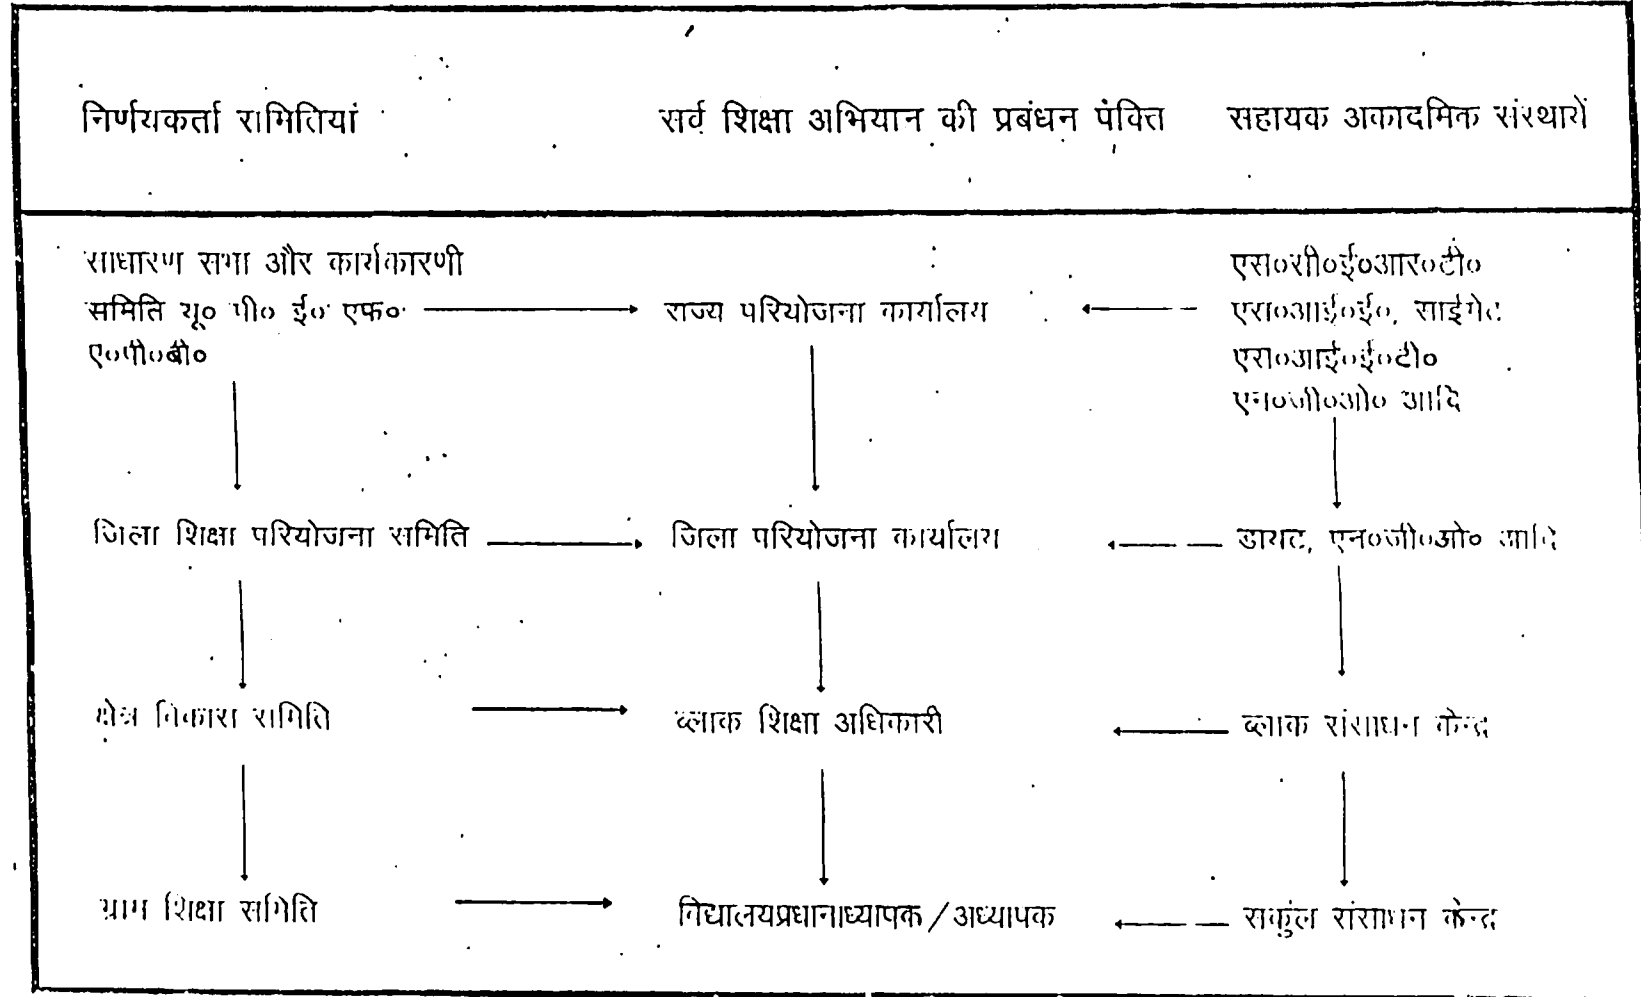 निर्णयकर्ता समितियां
सर्व शिक्षा अभियान की प्रबंधन पंक्ति
सहायक अकादमिक संस्थायें
साधारण सभा और कार्यकारणी
समिति यू० पी० ई० एफ०
ए०पी०बी०
राज्य परियोजना कार्यालय
एस०सी०ई०आर०टी०
एस०आई०ई०, साईमेट
एस०आई०ई०टी०
एन०जी०ओ० आदि
जिला शिक्षा परियोजना समिति
जिला परियोजना कार्यालय
डायट, एन०जी०ओ० आदि
क्षेत्र विकास समिति
ब्लाक शिक्षा अधिकारी
ब्लाक संसाधन केन्द्र
ग्राम शिक्षा समिति
विद्यालयप्रधानाध्यापक/अध्यापक
सकुंल संसाधन केन्द्र